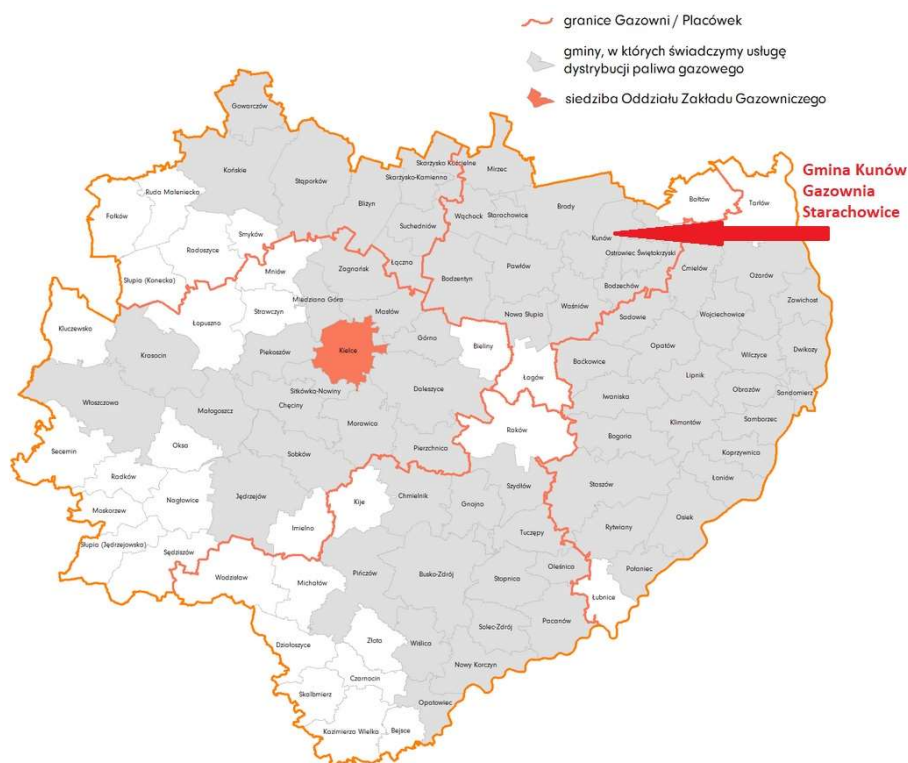 granice Gazowni / Placówek
gminy, w których świadczymy usługę
dystrybucji paliwa gazowego
siedziba Oddziału Zakładu Gazowniczego
Gmina Kunów
Gazownia
Starachowice
Gowarczów
Końskie
Stąporków
Skarżysko Kościelne
Skarżysko-Kamienna
Mirzec
Ruda Maleniecka
Fałków
Bliżyn
Wąchock
Starachowice
Brody
Bałtów
Tarłów
Radoszyce
Smyków
Suchedniów
Kunów
Ostrowiec Świętokrzyski
Słupia (Konecka)
Mniów
Zagnańsk
Łączna
Bodzentyn
Pawłów
Bodzechów
Ćmielów
Ożarów
Miedziana Góra
Strawczyn
Masłów
Nowa Słupia
Waśniów
Sadowie
Wojciechowice
Zawichost
Kluczewska
Łopuszno
Krasocin
Piekoszów
Kielce
Górna
Bieliny
Baćkowice
Opatów
Wilczyce
Dwikozy
Łagów
Lipnik
Włoszczowa
Małogoszcz
Sitkówka-Nowiny
Chęciny
Daleszyce
Iwaniska
Obrazów
Sandomierz
Morawica
Raków
Bogoria
Klimontów
Samborzec
Secemin
Oksa
Sobków
Pierzchnica
Koprzywnica
Radków
Nagłowice
Jędrzejów
Kije
Chmielnik
Gnojno
Szydłów
Staszów
Łoniów
Moskorzew
Imielno
Tuczępy
Rytwiany
Osiek
Słupia (Jędrzejowska)
Sędziszów
Wodzisław
Michałów
Pińczów
Busko-Zdrój
Stopnica
Oleśnica
Połaniec
Łubnice
Działoszyce
Złota
Wiślica
Solec-Zdrój
Pacanów
Skalbmierz
Czarnocin
Nowy Korczyn
Opatowiec
Kazimierza Wielka
Bejsce